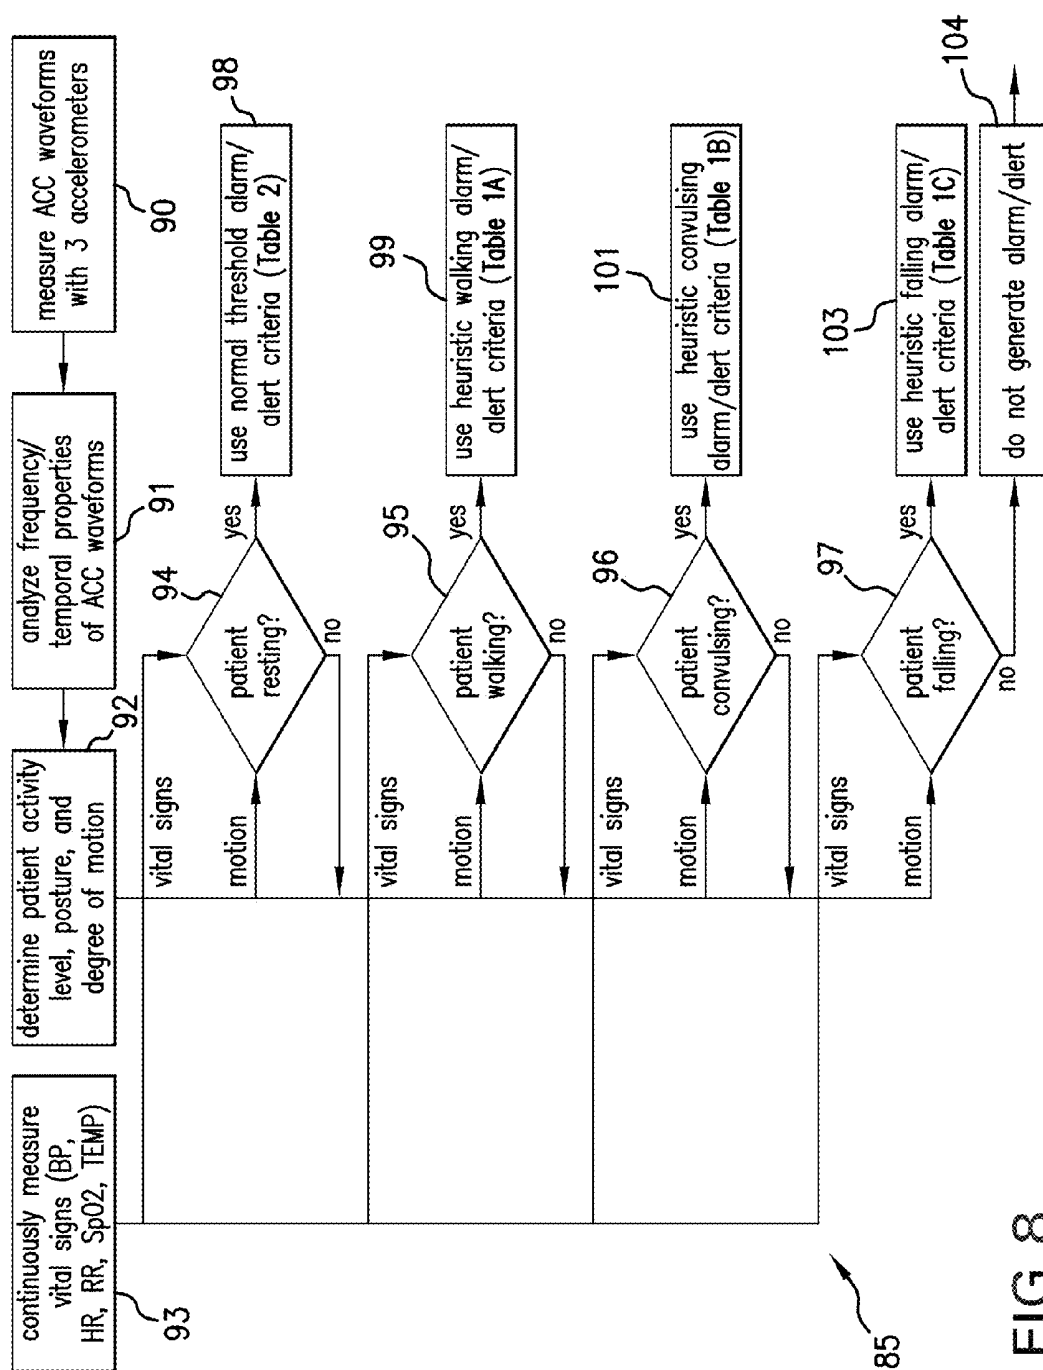 continuously measure
vital signs (BP,
HR, RR, SpO2, TEMP)
93
determine patient activity
level, posture, and
degree of motion
92
analyze frequency/
temporal properties
of ACC waveforms
91
measure ACC waveforms
with 3 accelerometers
90
vital signs
motion
patient
resting?
94
yes
no
use normal threshold alarm/
alert criteria (Table 2)
98
vital signs
motion
patient
walking?
95
yes
no
use heuristic walking alarm/
alert criteria (Table 1A)
99
vital signs
motion
patient
convulsing?
96
yes
no
use heuristic convulsing
alarm/alert criteria (Table 1B)
101
vital signs
motion
patient
falling?
97
yes
no
use heuristic falling alarm/
alert criteria (Table 1C)
103
do not generate alarm/alert
104
85
FIG.8